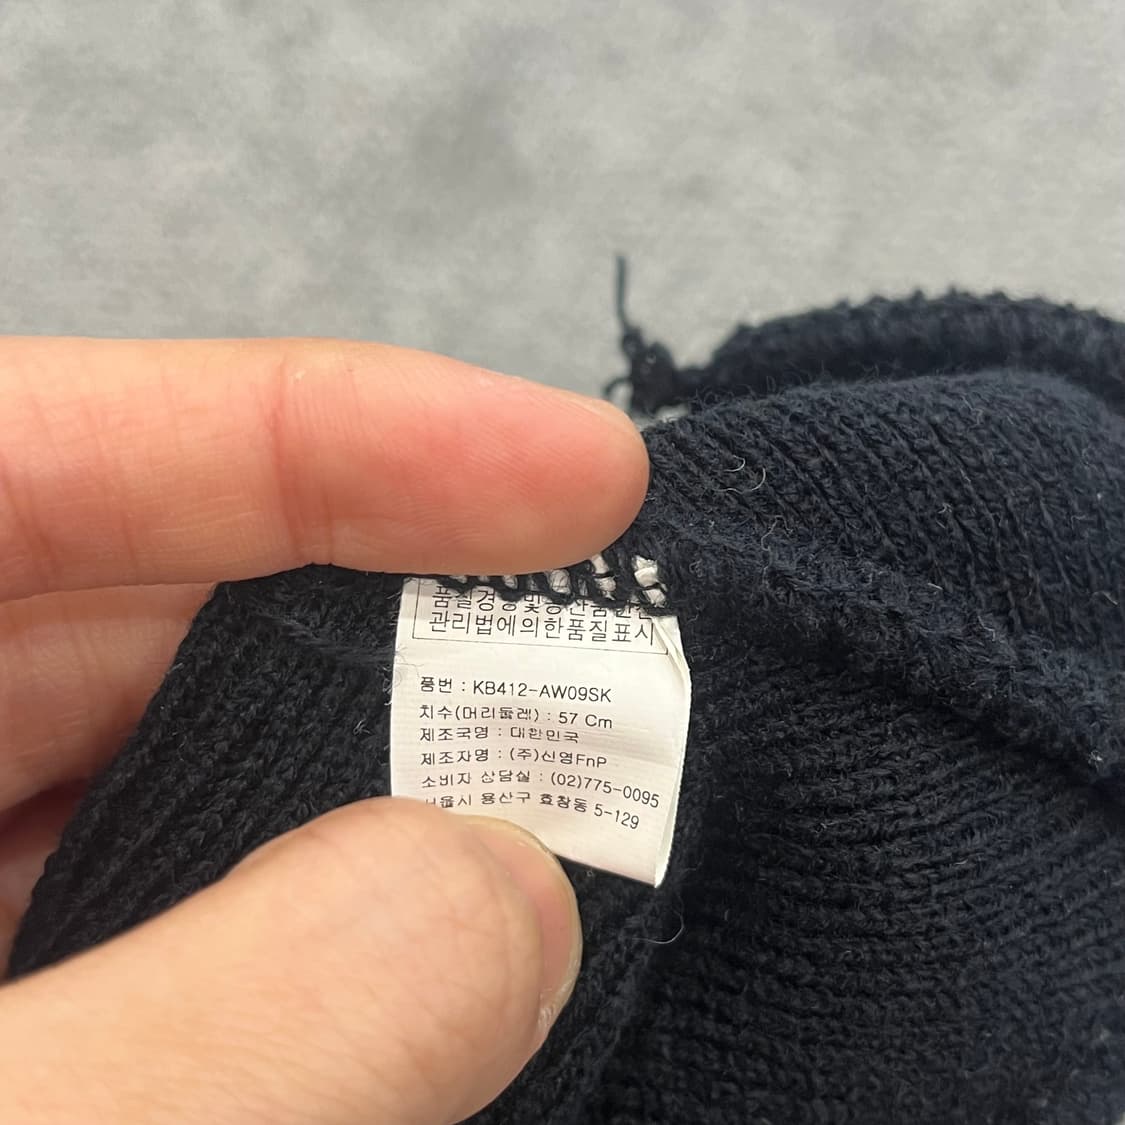 관리법에의한품질표시
품번 : KB412-AW09SK
치수(머리둘레) : 57 Cm
제조국명 : 대한민국
제조자명 : (주)신영FnP
소비자 상담실 : (02)775-0095
서울시 용산구 효창동 5-129